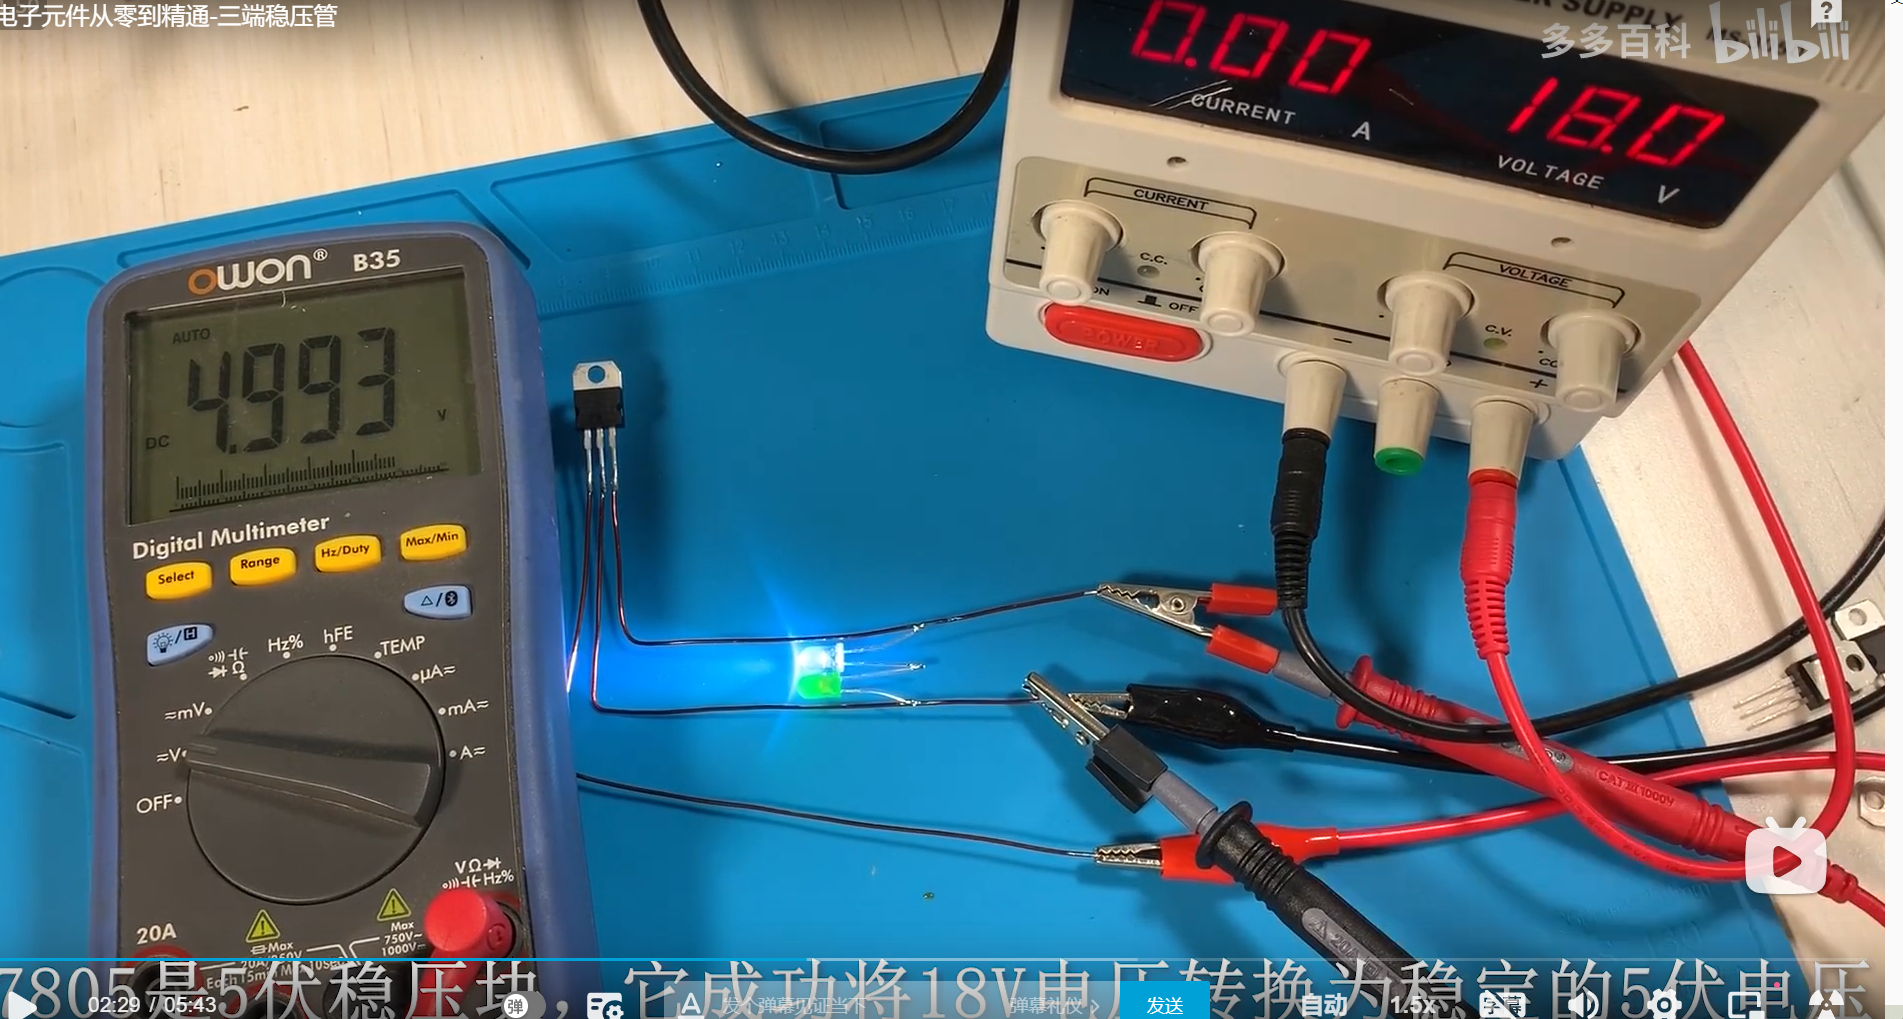 电子元件从零到精通-三端稳压管
多多百科 bilibili
0.00
CURRENT A
18.0
VOLTAGE V
CURRENT
C.C.
OFF
POWER
VOLTAGE
C.V.
owon® B35
AUTO
4.993
V
DC
Digital Multimeter
Select
Range
Hz/Duty
Max/Min
△/
/H
Hz%
hFE
TEMP
μA≂
mA≂
A≂
≂mV
≂V
OFF
VΩ
Hz%
20A
Max
750V~
1000V
CAT III 1000V
7805是5伏稳压块，它成功将18V电压转换为稳定的5伏电压
02:29 / 05:43
弹
发个弹幕见证当下
弹幕礼仪 >
发送
自动
1.5x
字幕